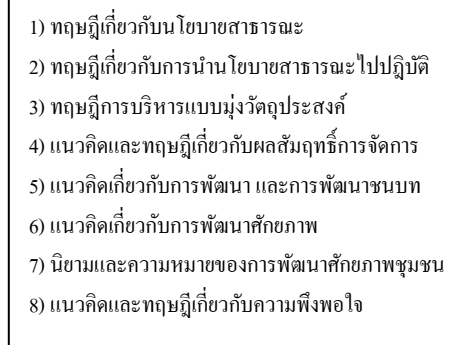 1) ทฤษฎีเกี่ยวกับนโยบายสาธารณะ
2) ทฤษฎีเกี่ยวกับการนำนโยบายสาธารณะไปปฎิบัติ
3) ทฤษฎีการบริหารแบบมุ่งวัตถุประสงค์
4) แนวคิดและทฤษฎีเกี่ยวกับผลสัมฤทธิ์การจัดการ
5) แนวคิดเกี่ยวกับการพัฒนา และการพัฒนาชนบท
6) แนวคิดเกี่ยวกับการพัฒนาศักยภาพ
7) นิยามและความหมายของการพัฒนาศักยภาพชุมชน
8) แนวคิดและทฤษฎีเกี่ยวกับความพึงพอใจ